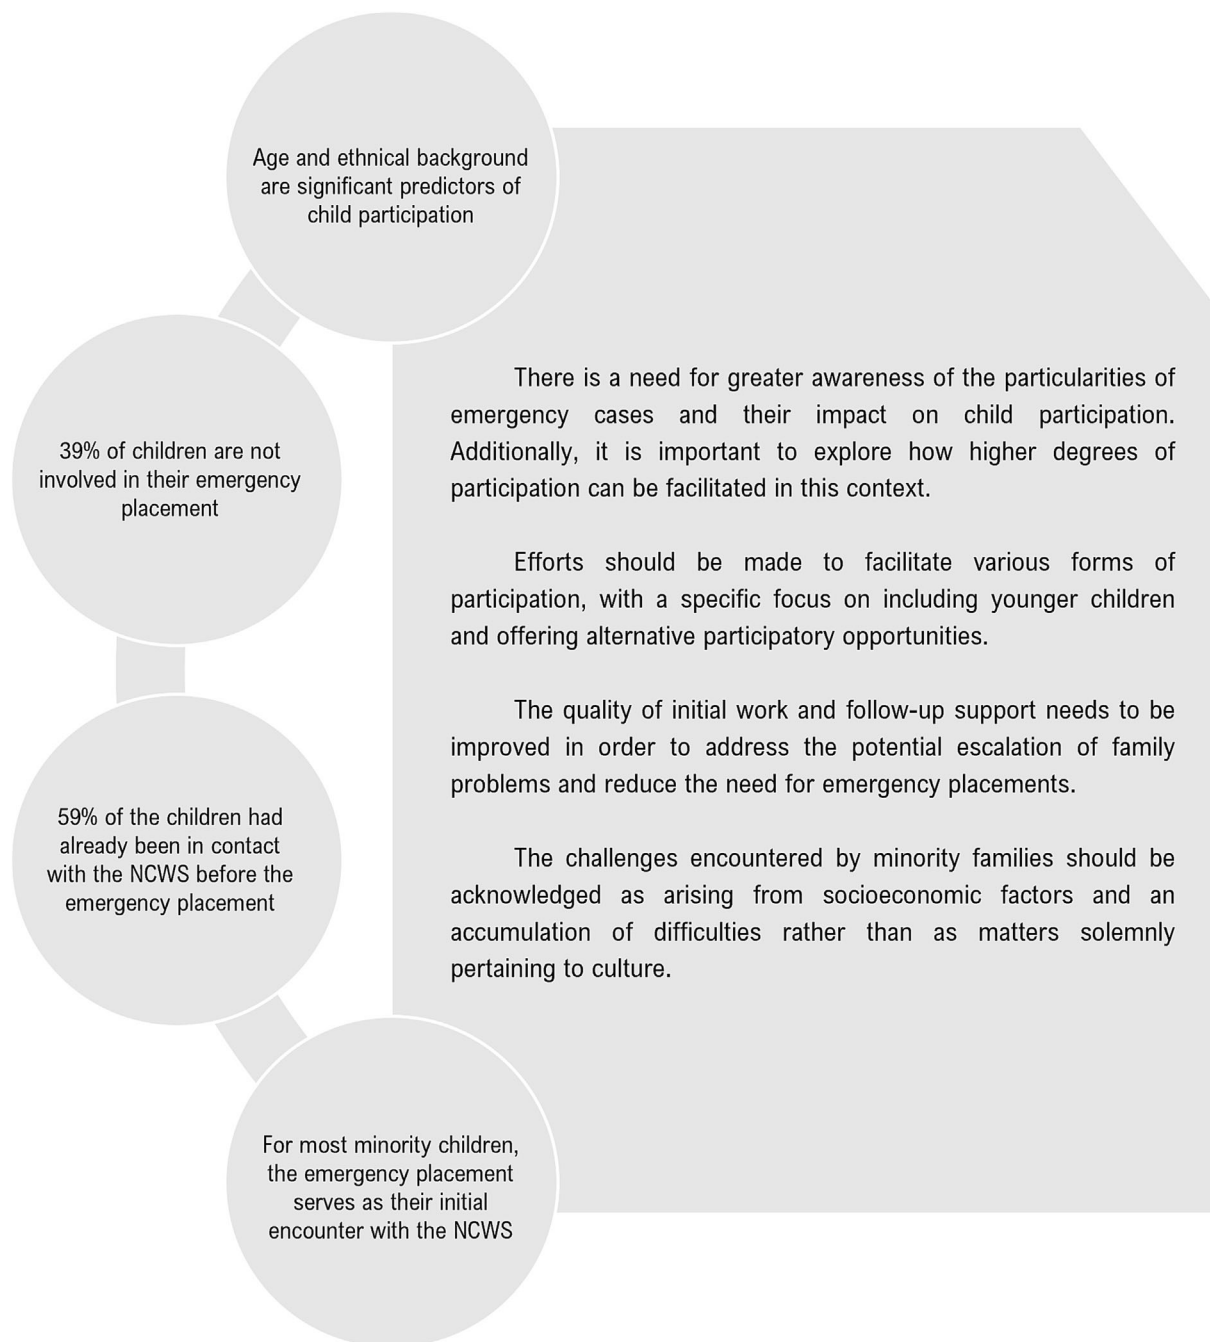 Age and ethnical background
are significant predictors of
child participation
39% of children are not
involved in their emergency
placement
59% of the children had
already been in contact
with the NCWS before the
emergency placement
For most minority children,
the emergency placement
serves as their initial
encounter with the NCWS
There is a need for greater awareness of the particularities of
emergency cases and their impact on child participation.
Additionally, it is important to explore how higher degrees of
participation can be facilitated in this context.
Efforts should be made to facilitate various forms of
participation, with a specific focus on including younger children
and offering alternative participatory opportunities.
The quality of initial work and follow-up support needs to be
improved in order to address the potential escalation of family
problems and reduce the need for emergency placements.
The challenges encountered by minority families should be
acknowledged as arising from socioeconomic factors and an
accumulation of difficulties rather than as matters solemnly
pertaining to culture.